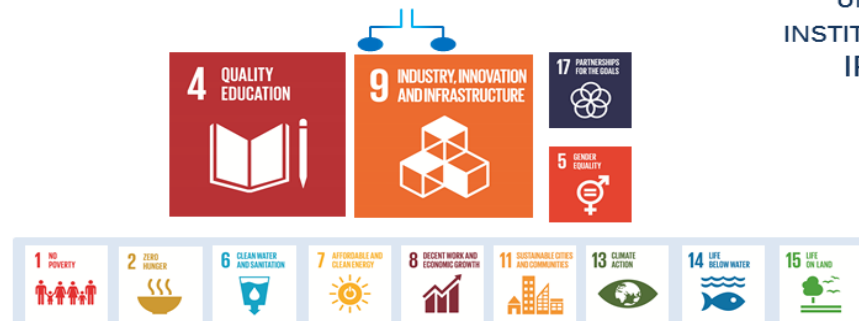 INSTIT
4 QUALITY
EDUCATION
9 INDUSTRY, INNOVATION
AND INFRASTRUCTURE
17 PARTNERSHIPS
FOR THE GOALS
5 GENDER
EQUALITY
1 NO
POVERTY
2 ZERO
HUNGER
6 CLEAN WATER
AND SANITATION
7 AFFORDABLE AND
CLEAN ENERGY
8 DECENT WORK AND
ECONOMIC GROWTH
11 SUSTAINABLE CITIES
AND COMMUNITIES
13 CLIMATE
ACTION
14 LIFE
BELOW WATER
15 LIFE
ON LAND